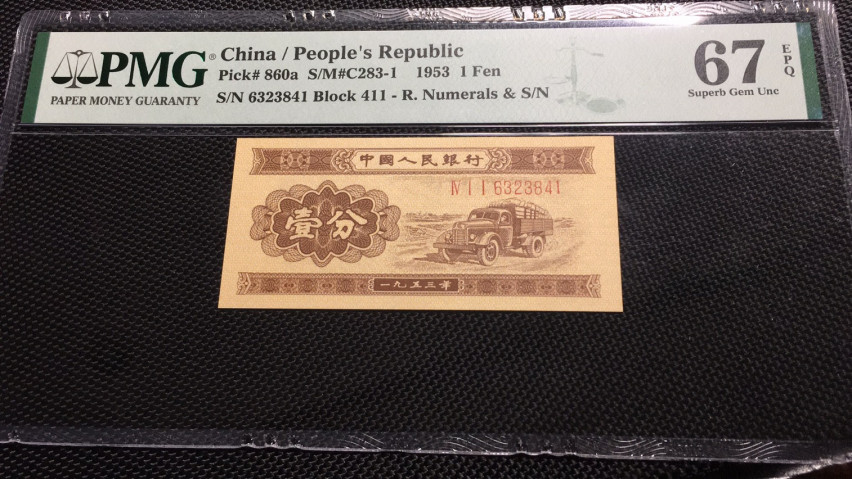 PMG® China / People's Republic
Pick# 860a S/M#C283-1 1953 1 Fen
PAPER MONEY GUARANTY
S/N 6323841 Block 411 - R. Numerals & S/N
67 EPQ
Superb Gem Unc
中國人民銀行
IV I I 6323841
壹分
一九五三年